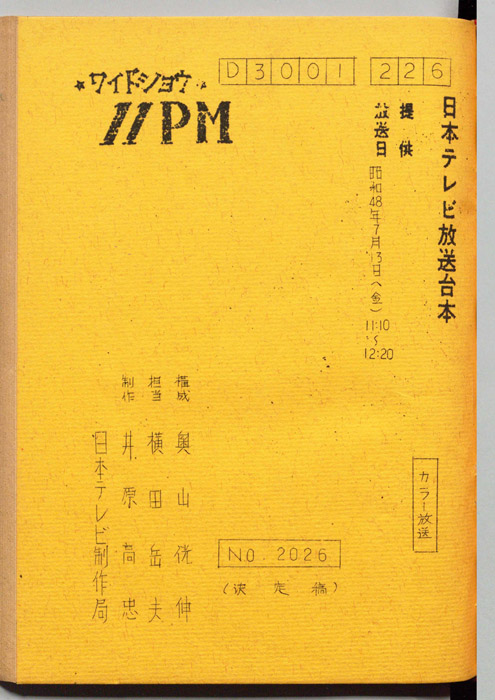 日本テレビ放送台本
D3001 226
ワイドショウ
11PM
提供
放送日 昭和48年7月13日(金) 11:10~12:20
カラー放送
NO. 2026
(決定稿)
構成 奥山侊伸
担当 横田岳夫
制作 井原高忠
日本テレビ制作局